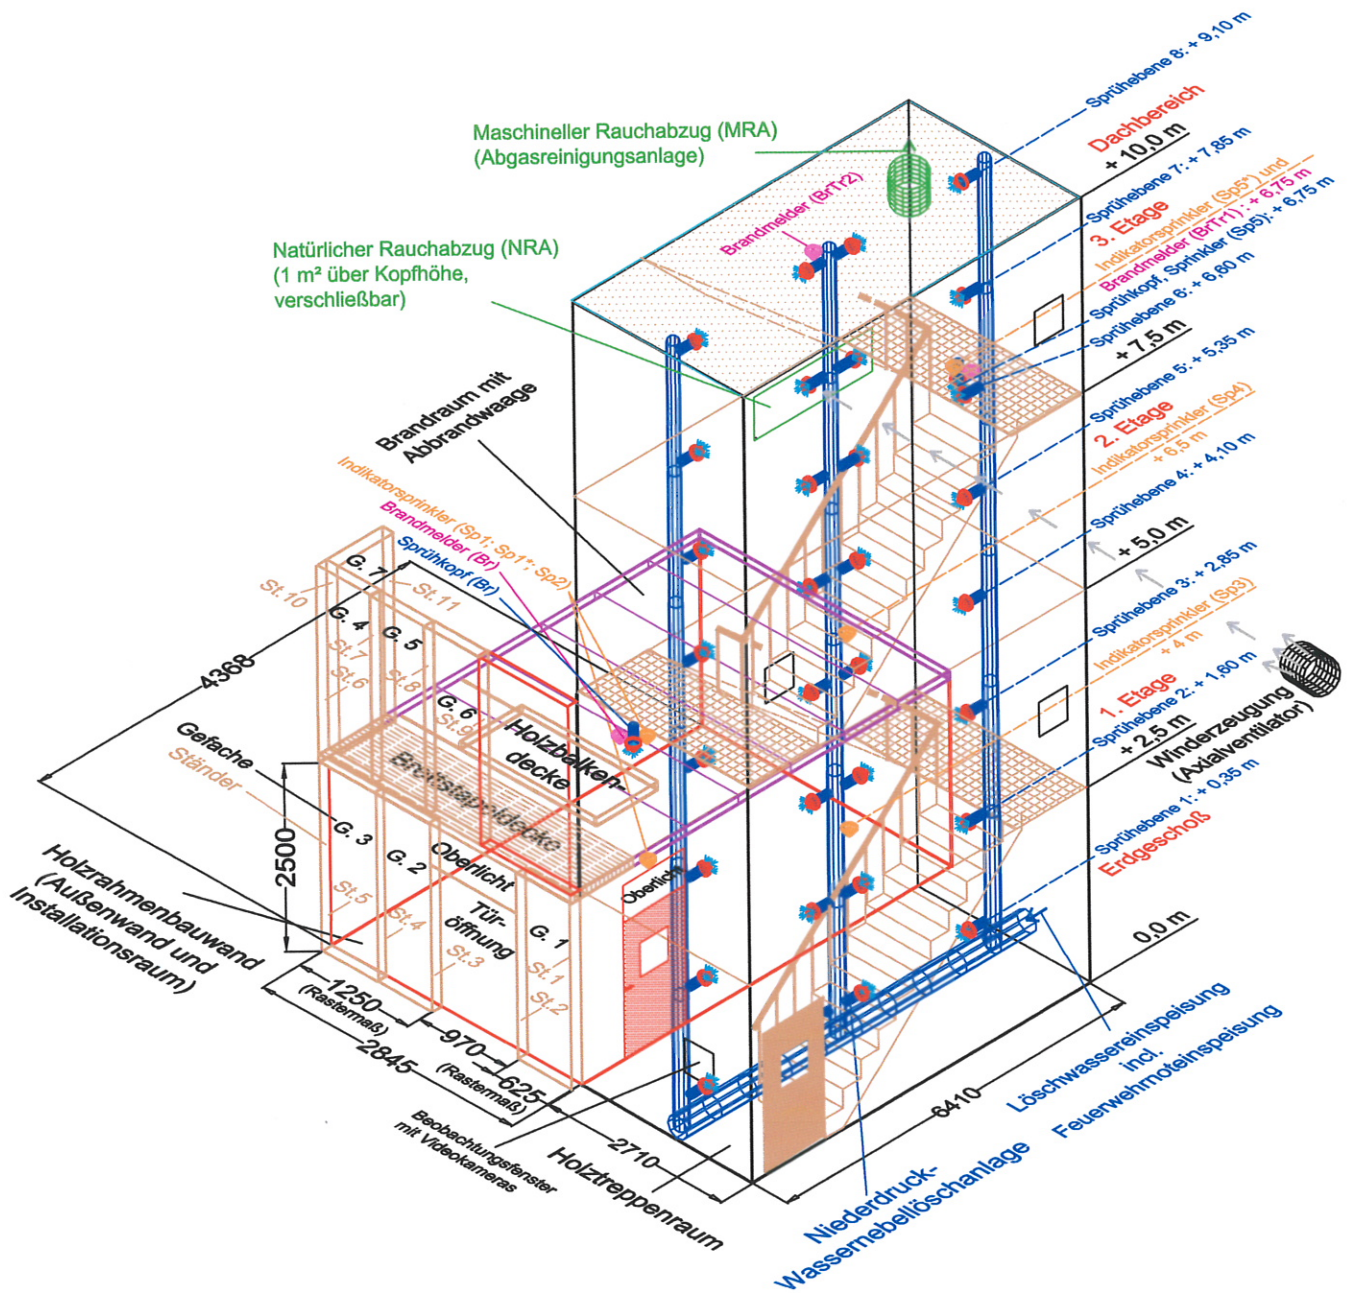 Sprühebene 8: + 9,10 m
Dachbereich
+ 10,0 m
Sprühebene 7: + 7,85 m
3. Etage
Indikatorsprinkler (Sp5*) und
Brandmelder (BrTr1) : + 6,75 m
Sprühkopf, Sprinkler (Sp5): + 6,75 m
Sprühebene 6: + 6,60 m
+ 7,5 m
Sprühebene 5: + 5,35 m
2. Etage
Indikatorsprinkler (Sp4)
+ 6,5 m
Sprühebene 4: + 4,10 m
+ 5,0 m
Sprühebene 3: + 2,85 m
Indikatorsprinkler (Sp3)
+ 4 m
1. Etage
Sprühebene 2: + 1,60 m
+ 2,5 m
Winderzeugung
(Axialventilator)
Sprühebene 1: + 0,35 m
Erdgeschoß
0,0 m
Maschineller Rauchabzug (MRA)
(Abgasreinigungsanlage)
Brandmelder (BrTr2)
Natürlicher Rauchabzug (NRA)
(1 m² über Kopfhöhe,
verschließbar)
Brandraum mit
Abbrandwaage
Indikatorsprinkler (Sp1; Sp1*; Sp2)
Brandmelder (Br)
Sprühkopf (Br)
G. 7
St.10
St.11
G. 4
G. 5
St.7
St.6
St.8
G. 6
St.9
4368
Holzbalken-
decke
Brettstapeldecke
Gefache
Ständer
2500
G. 3
G. 2
Oberlicht
Oberlicht
Tür-
öffnung
G. 1
St.5
St.4
St.3
St.1
St.2
Holzrahmenbauwand
(Außenwand und
Installationsraum)
1250
(Rastermaß)
970
(Rastermaß)
625
2845
2710
6410
Beobachtungsfenster
mit Videokameras
Holztreppenraum
Löschwassereinspeisung
incl.
Feuerwehrnoteinspeisung
Niederdruck-
Wassernebellöschanlage